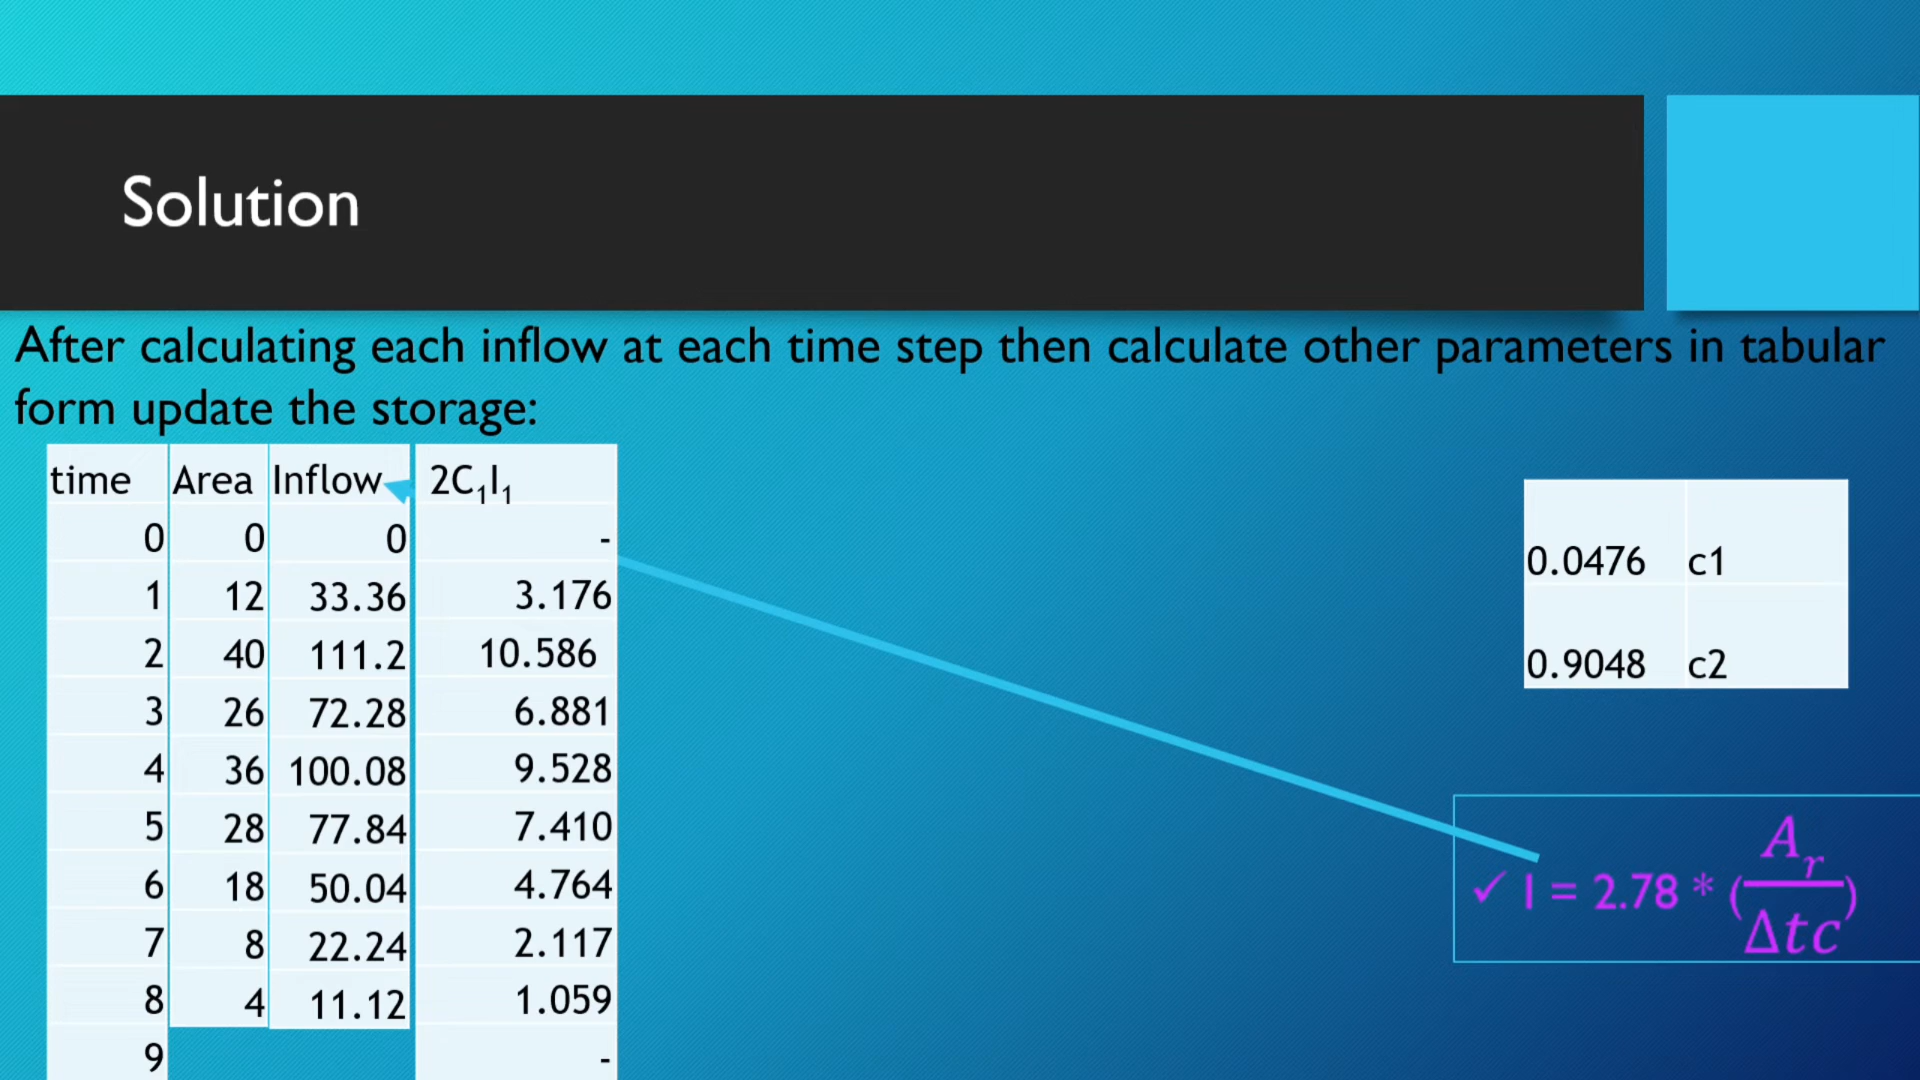 Solution
After calculating each inflow at each time step then calculate other parameters in tabular
form update the storage:
time Area Inflow 2C₁I₁
0 0 0 -
1 12 33.36 3.176
2 40 111.2 10.586
3 26 72.28 6.881
4 36 100.08 9.528
5 28 77.84 7.410
6 18 50.04 4.764
7 8 22.24 2.117
8 4 11.12 1.059
9 -
0.0476 c1
0.9048 c2
✓ I = 2.78 * (Aᵣ/Δtc)